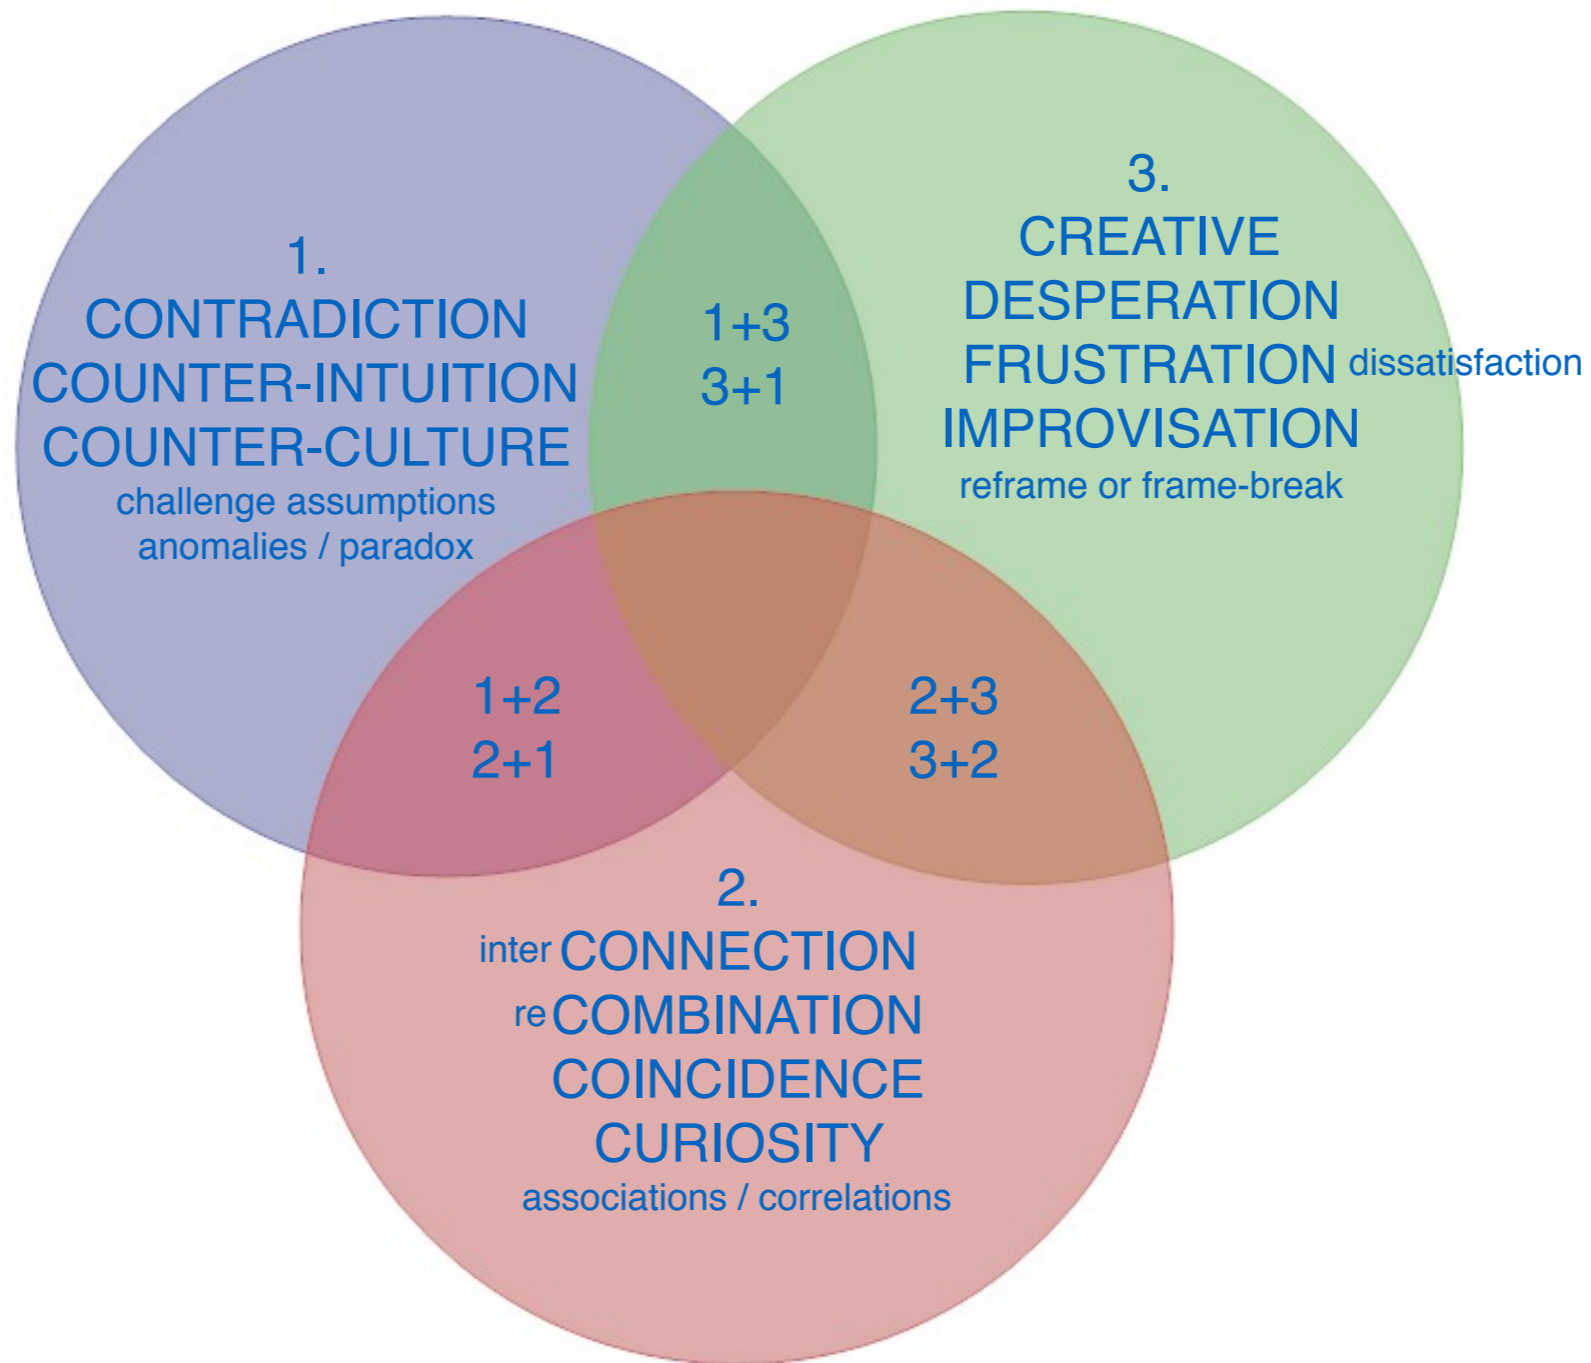 1.
CONTRADICTION
COUNTER-INTUITION
COUNTER-CULTURE
challenge assumptions
anomalies / paradox
3.
CREATIVE
DESPERATION
FRUSTRATION dissatisfaction
IMPROVISATION
reframe or frame-break
1+3
3+1
1+2
2+1
2+3
3+2
2.
inter CONNECTION
re COMBINATION
COINCIDENCE
CURIOSITY
associations / correlations